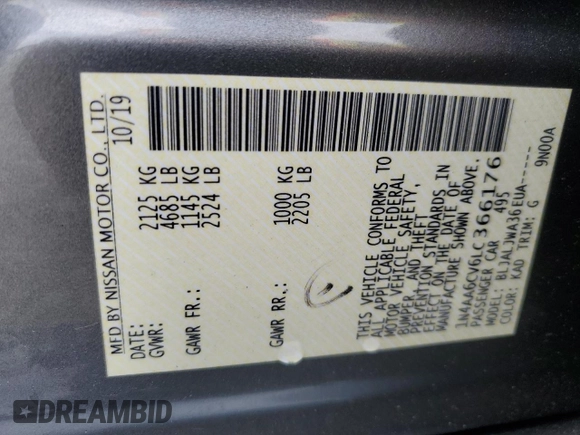 MFD BY NISSAN MOTOR CO., LTD.
DATE: 10/19
GVWR: 2125 KG
4685 LB
GAWR FR.: 1145 KG
2524 LB
GAWR RR.: 1000 KG
2205 LB
THIS VEHICLE CONFORMS TO
ALL APPLICABLE FEDERAL
MOTOR VEHICLE SAFETY,
BUMPER, AND THEFT
PREVENTION STANDARDS IN
EFFECT ON THE DATE OF
MANUFACTURE SHOWN ABOVE.
1N4AA6CV6LC366176
PASSENGER CAR 495
MODEL: BLJALJWA36EUA-----
COLOR: KAD TRIM: G 9N00A
DREAMBID